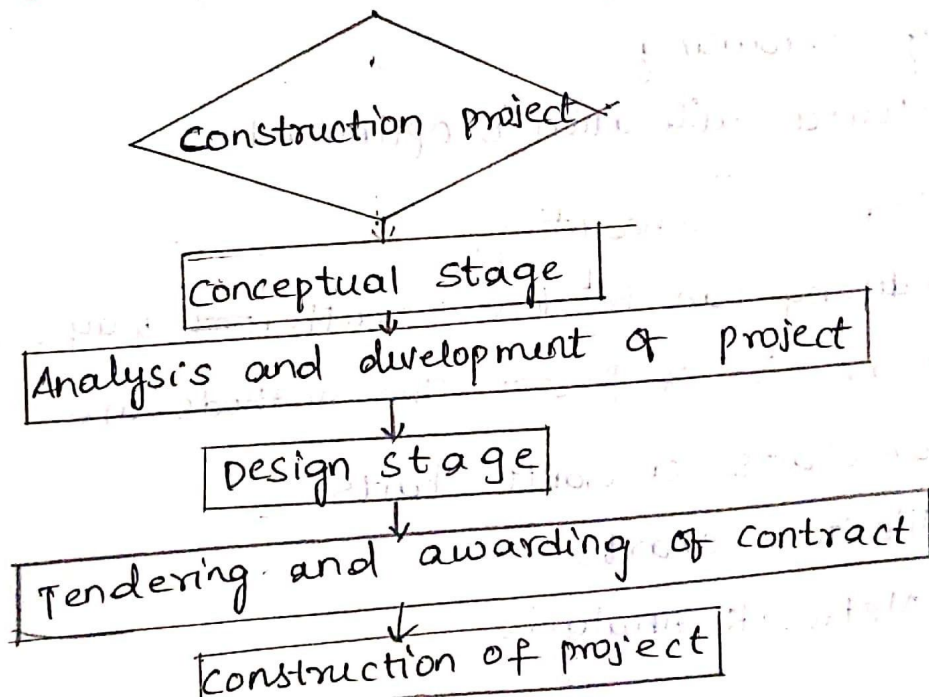 Construction project
Conceptual stage
Analysis and development of project
Design stage
Tendering and awarding of contract
Construction of project